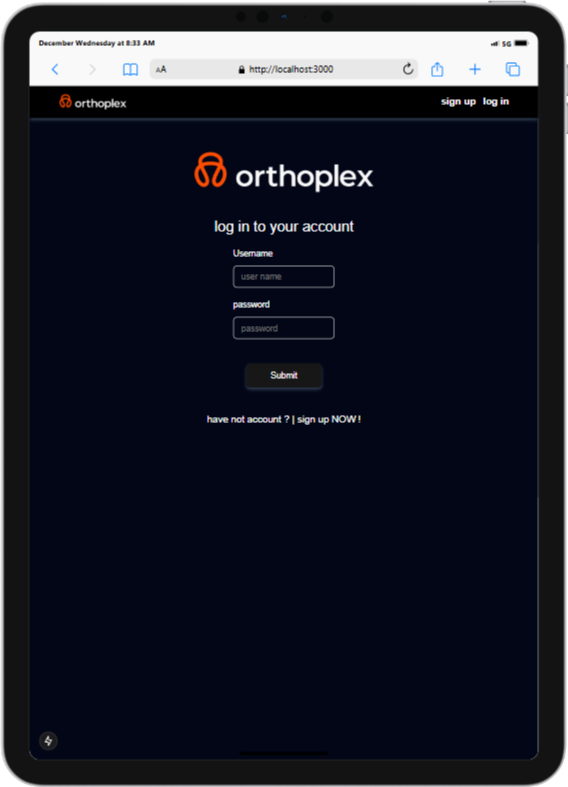 December Wednesday at 8:33 AM
5G
AA
http://localhost:3000
orthoplex
sign up log in
orthoplex
log in to your account
Username
user name
password
password
Submit
have not account ? | sign up NOW !